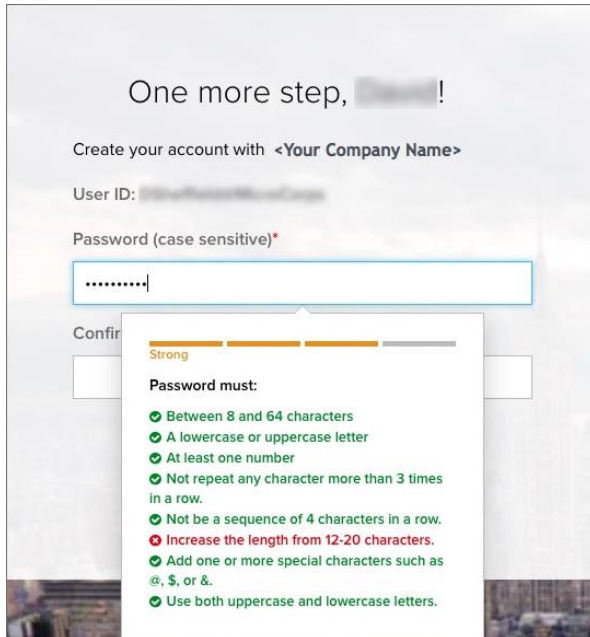 One more step, !
Create your account with <Your Company Name>
User ID:
Password (case sensitive)*
••••••••••
Confir
Strong
Password must:
Between 8 and 64 characters
A lowercase or uppercase letter
At least one number
Not repeat any character more than 3 times
in a row.
Not be a sequence of 4 characters in a row.
Increase the length from 12-20 characters.
Add one or more special characters such as
@, $, or &.
Use both uppercase and lowercase letters.